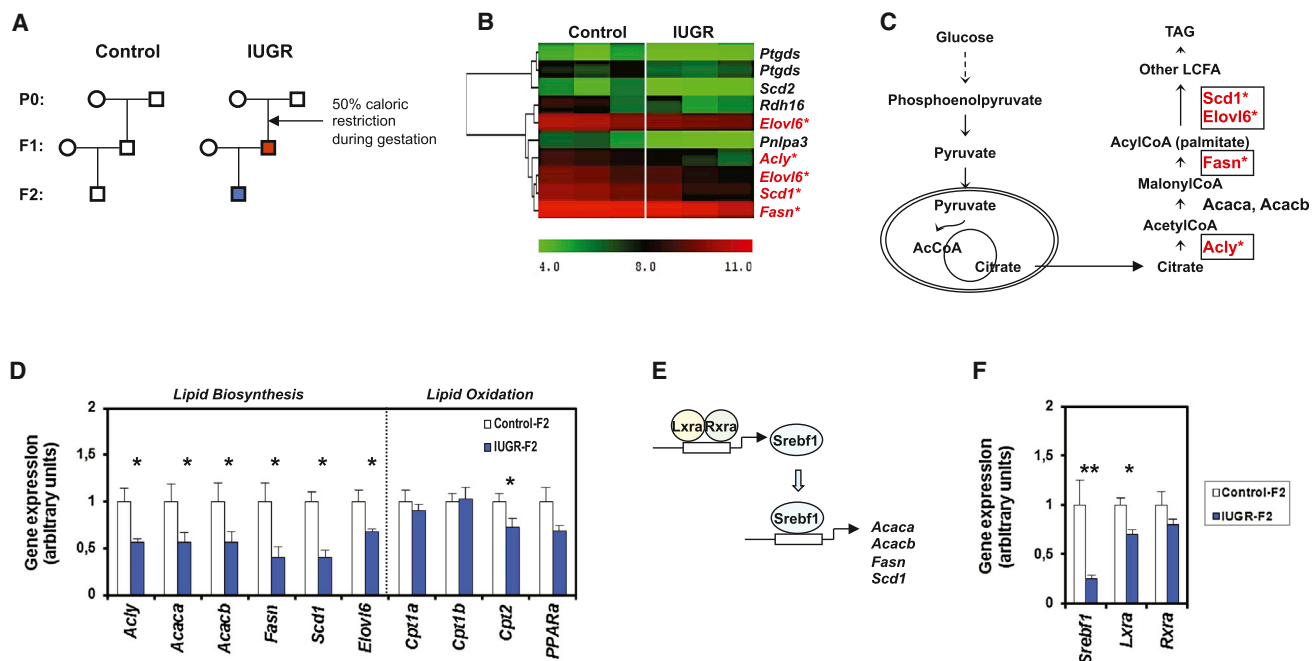 A
Control
IUGR
P0:
F1:
F2:
50% caloric
restriction
during gestation
B
Control
IUGR
Ptgds
Ptgds
Scd2
Rdh16
Elovl6*
Pnlpa3
Acly*
Elovl6*
Scd1*
Fasn*
4.0
8.0
11.0
C
Glucose
Phosphoenolpyruvate
Pyruvate
Pyruvate
AcCoA
Citrate
TAG
Other LCFA
Scd1*
Elovl6*
AcylCoA (palmitate)
Fasn*
MalonylCoA
Acaca, Acacb
AcetylCoA
Acly*
Citrate
D
Lipid Biosynthesis
Lipid Oxidation
Gene expression
(arbitrary units)
2
1,5
1
0,5
0
Control-F2
IUGR-F2
* * * * * * *
Acly
Acaca
Acacb
Fasn
Scd1
Elovl6
Cpt1a
Cpt1b
Cpt2
PPARa
E
Lxra
Rxra
Srebf1
Srebf1
Acaca
Acacb
Fasn
Scd1
F
Gene expression
(arbitrary units)
2
1,5
1
0,5
0
** *
Control-F2
IUGR-F2
Srebf1
Lxra
Rxra